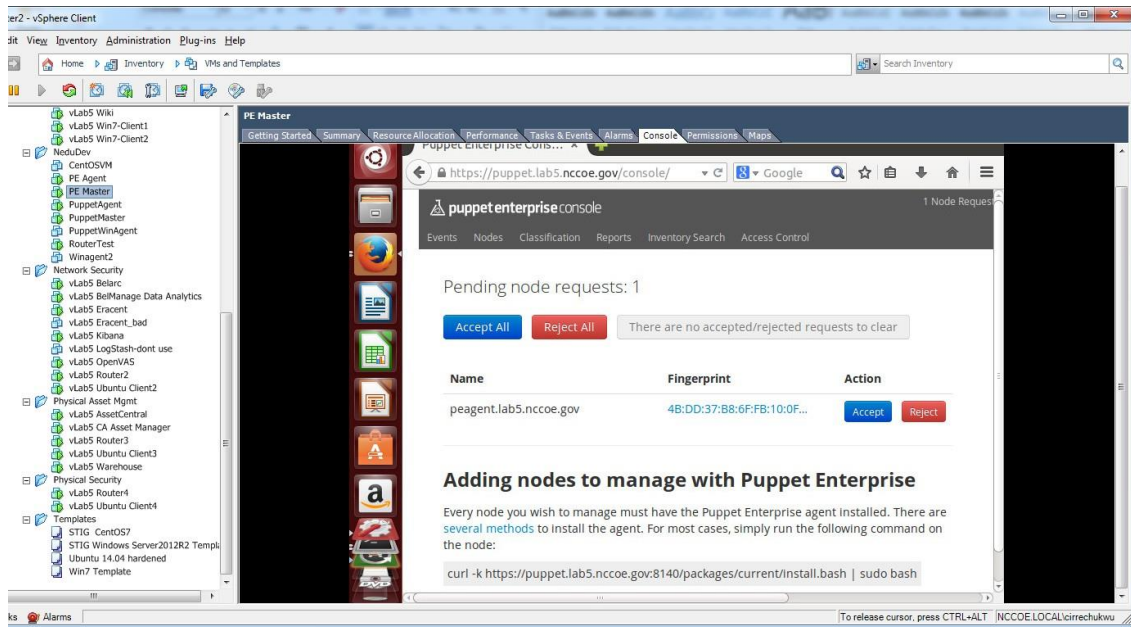 ter2 - vSphere Client
dit View Inventory Administration Plug-ins Help
Home Inventory VMs and Templates
Search Inventory
vLab5 Wiki
vLab5 Win7-Client1
vLab5 Win7-Client2
NeduDev
CentOSVM
PE Agent
PE Master
PuppetAgent
PuppetMaster
PuppetWinAgent
RouterTest
Winagent2
Network Security
vLab5 Belarc
vLab5 BelManage Data Analytics
vLab5 Eracent
vLab5 Eracent_bad
vLab5 Kibana
vLab5 LogStash-dont use
vLab5 OpenVAS
vLab5 Router2
vLab5 Ubuntu Client2
Physical Asset Mgmt
vLab5 AssetCentral
vLab5 CA Asset Manager
vLab5 Router3
vLab5 Ubuntu Client3
vLab5 Warehouse
Physical Security
vLab5 Router4
vLab5 Ubuntu Client4
Templates
STIG CentOS7
STIG Windows Server2012R2 Templa
Ubuntu 14.04 hardened
Win7 Template
PE Master
Getting Started Summary Resource Allocation Performance Tasks & Events Alarms Console Permissions Maps
Puppet Enterprise Cons...
https://puppet.lab5.nccoe.gov/console/
Google
puppet enterprise console
1 Node Request
Events Nodes Classification Reports Inventory Search Access Control
Pending node requests: 1
Accept All Reject All There are no accepted/rejected requests to clear
Name Fingerprint Action
peagent.lab5.nccoe.gov 4B:DD:37:B8:6F:FB:10:0F... Accept Reject
Adding nodes to manage with Puppet Enterprise
Every node you wish to manage must have the Puppet Enterprise agent installed. There are
several methods to install the agent. For most cases, simply run the following command on
the node:
curl -k https://puppet.lab5.nccoe.gov:8140/packages/current/install.bash | sudo bash
ks Alarms
To release cursor, press CTRL+ALT NCCOE.LOCAL\cirrechukwu